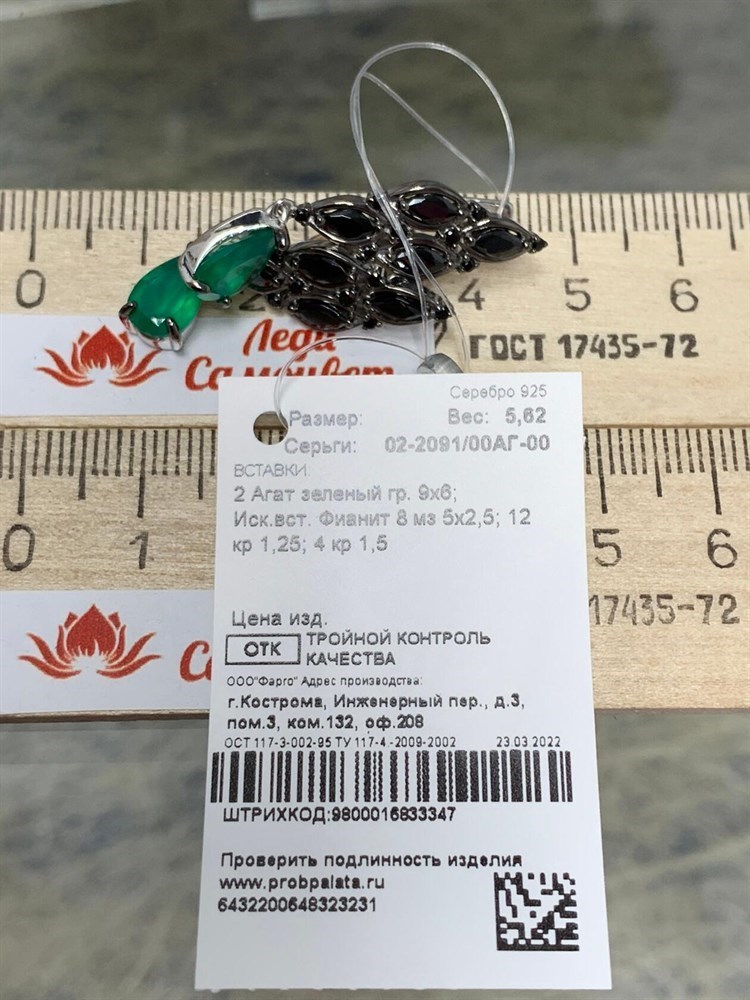 0 2 4 5 6
Леди
Самоцвет
ГОСТ 17435-72
Серебро 925
Размер: Вес: 5,62
Серьги: 02-2091/00АГ-00
ВСТАВКИ:
2 Агат зеленый гр. 9х6;
Иск.вст. Фианит 8 мз 5х2,5; 12
кр 1,25; 4 кр 1,5
0 1 5 6
17435-72
Са
Цена изд.
ОТК ТРОЙНОЙ КОНТРОЛЬ
КАЧЕСТВА
ООО"Фарго" Адрес производства:
г.Кострома, Инженерный пер., д.3,
пом.3, ком.132, оф.208
ОСТ 117-3-002-95 ТУ 117-4-2009-2002 23.03.2022
ШТРИХКОД:9800016833347
Проверить подлинность изделия
www.probpalata.ru
6432200648323231